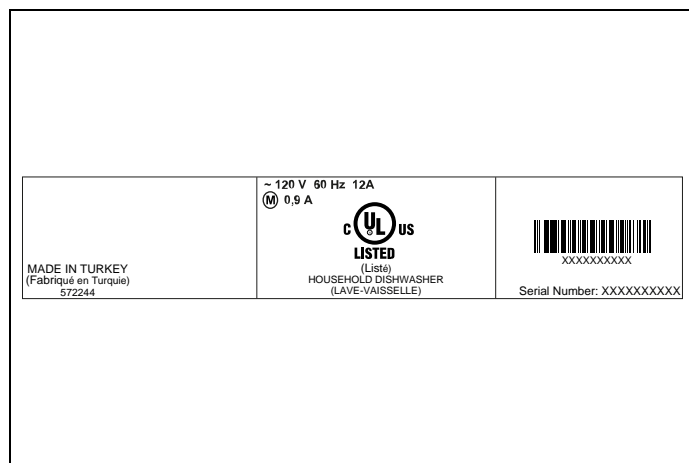 MADE IN TURKEY
(Fabriqué en Turquie)
572244
~ 120 V 60 Hz 12A
M 0,9 A
C UL US
LISTED
(Listé)
HOUSEHOLD DISHWASHER
(LAVE-VAISSELLE)
XXXXXXXXXX
Serial Number: XXXXXXXXXX